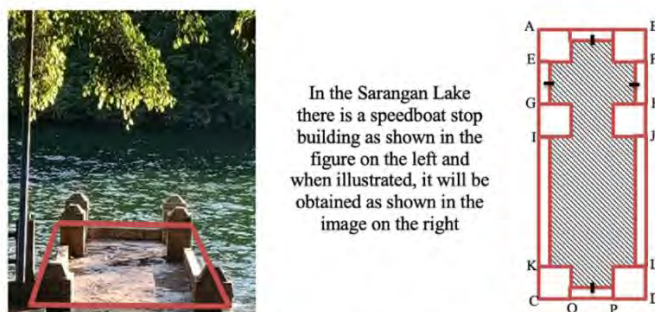 In the Sarangan Lake
there is a speedboat stop
building as shown in the
figure on the left and
when illustrated, it will be
obtained as shown in the
image on the right
A
E
G
I
J
K
L
C
O
P
D